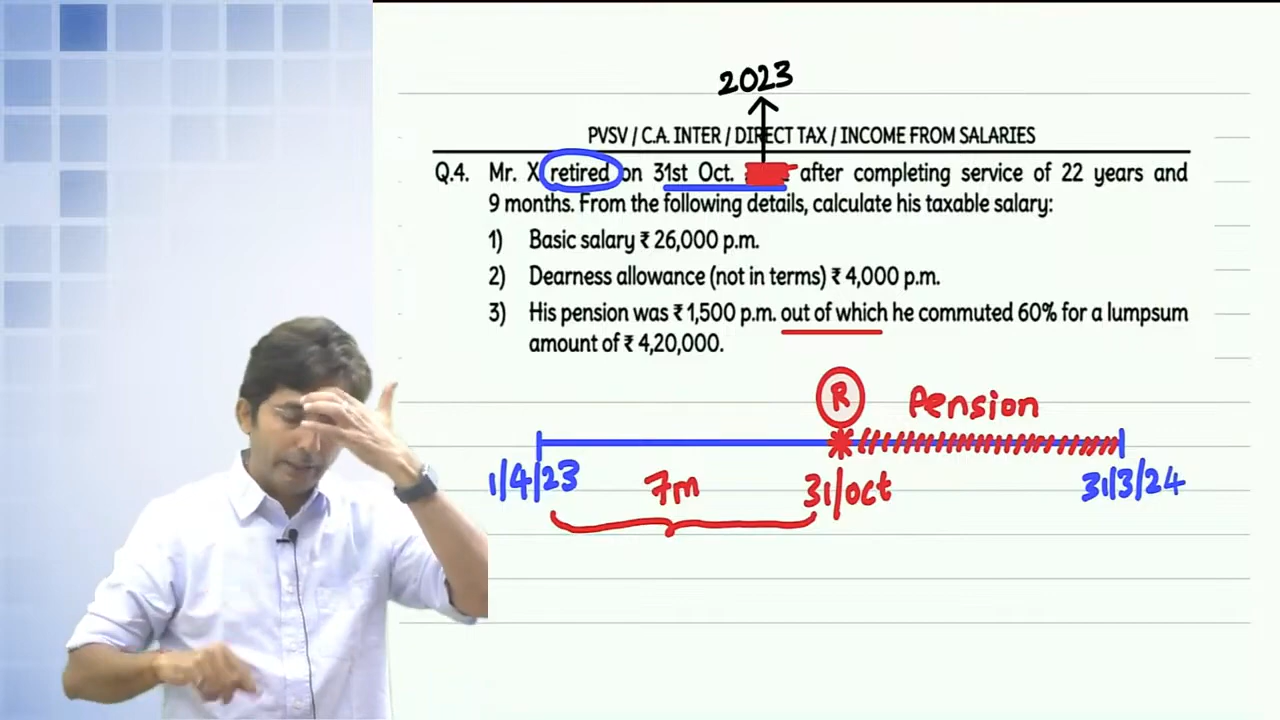 2023
PVSV / C.A. INTER / DIRECT TAX / INCOME FROM SALARIES
Q.4. Mr. X retired on 31st Oct. after completing service of 22 years and
9 months. From the following details, calculate his taxable salary:
1) Basic salary ₹ 26,000 p.m.
2) Dearness allowance (not in terms) ₹ 4,000 p.m.
3) His pension was ₹ 1,500 p.m. out of which he commuted 60% for a lumpsum
amount of ₹ 4,20,000.
R
Pension
1/4/23 7m 31/oct 31/3/24